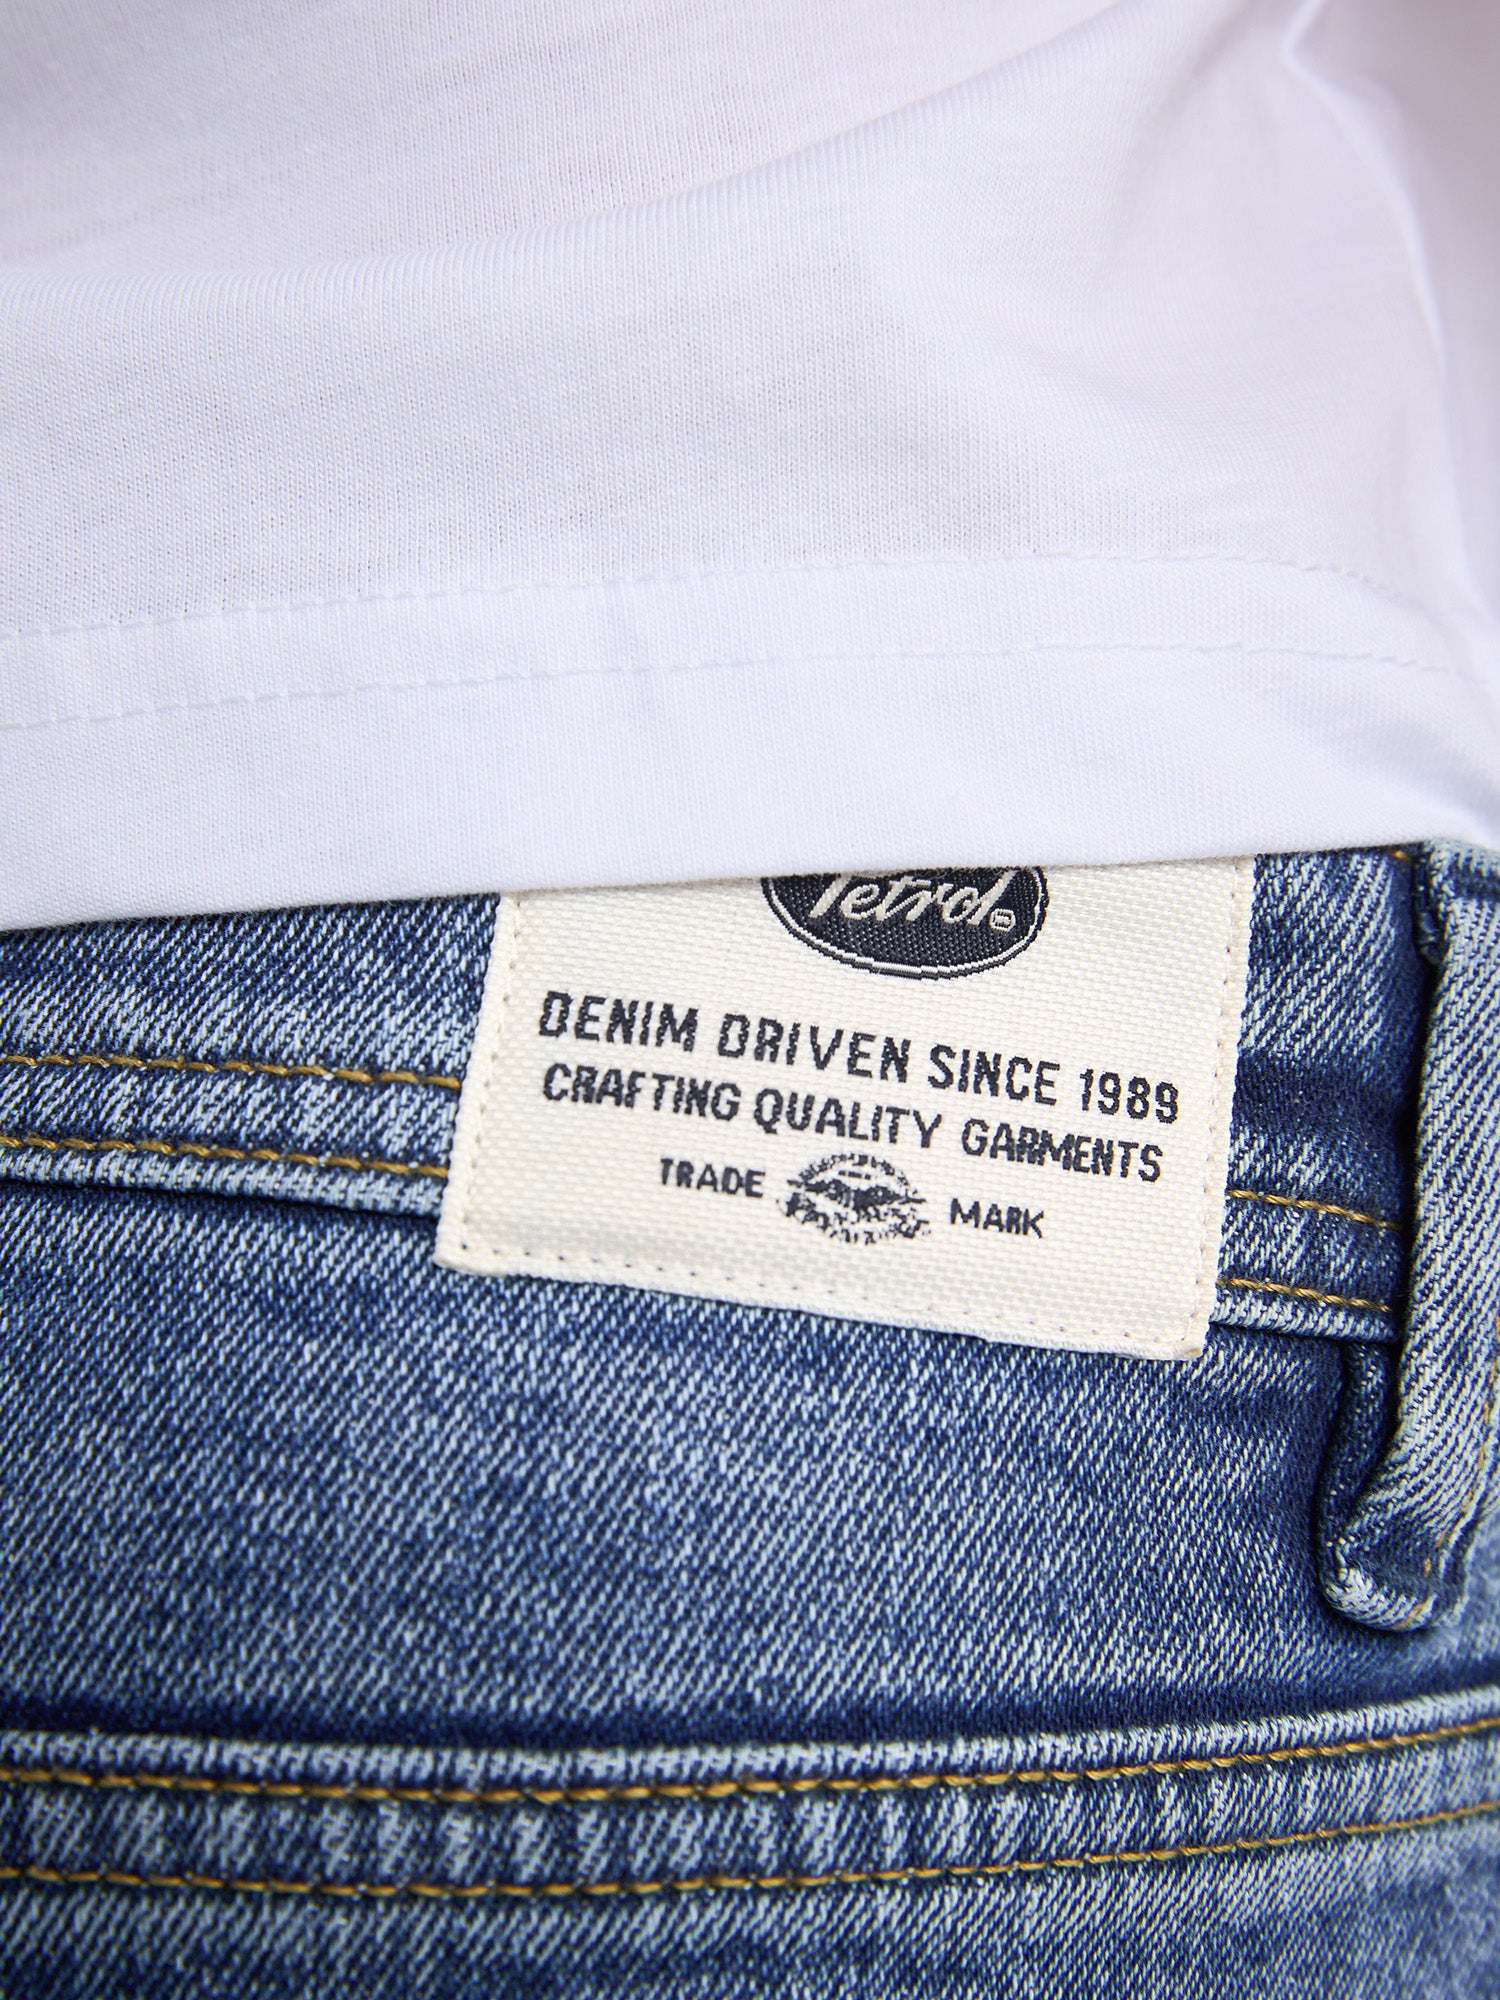 Petrol®
DENIM DRIVEN SINCE 1989
CRAFTING QUALITY GARMENTS
TRADE MARK